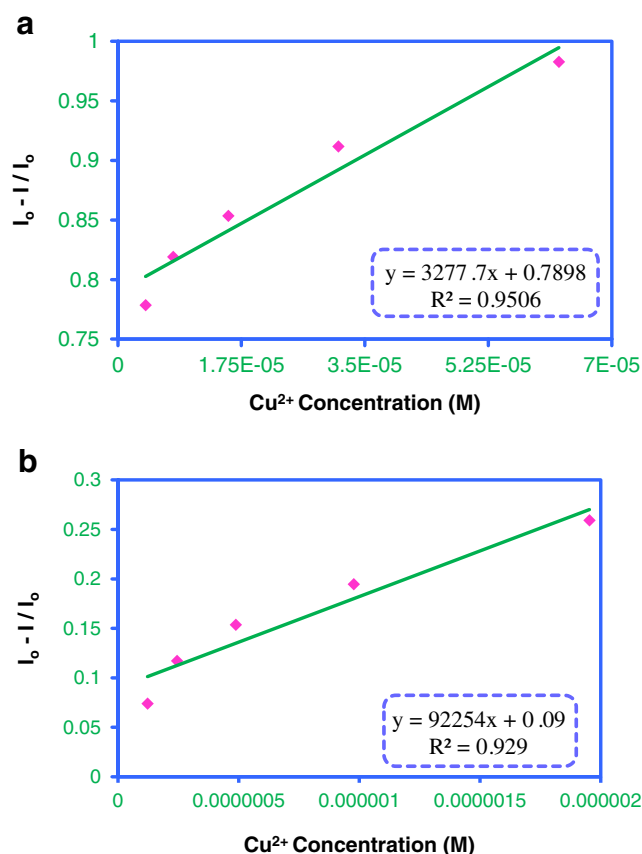 a
1
0.95
0.9
0.85
0.8
0.75
Iₒ - I / Iₒ
y = 3277.7x + 0.7898
R² = 0.9506
0 1.75E-05 3.5E-05 5.25E-05 7E-05
Cu²⁺ Concentration (M)
b
0.3
0.25
0.2
0.15
0.1
0.05
0
Iₒ - I / Iₒ
y = 92254x + 0.09
R² = 0.929
0 0.0000005 0.000001 0.0000015 0.000002
Cu²⁺ Concentration (M)